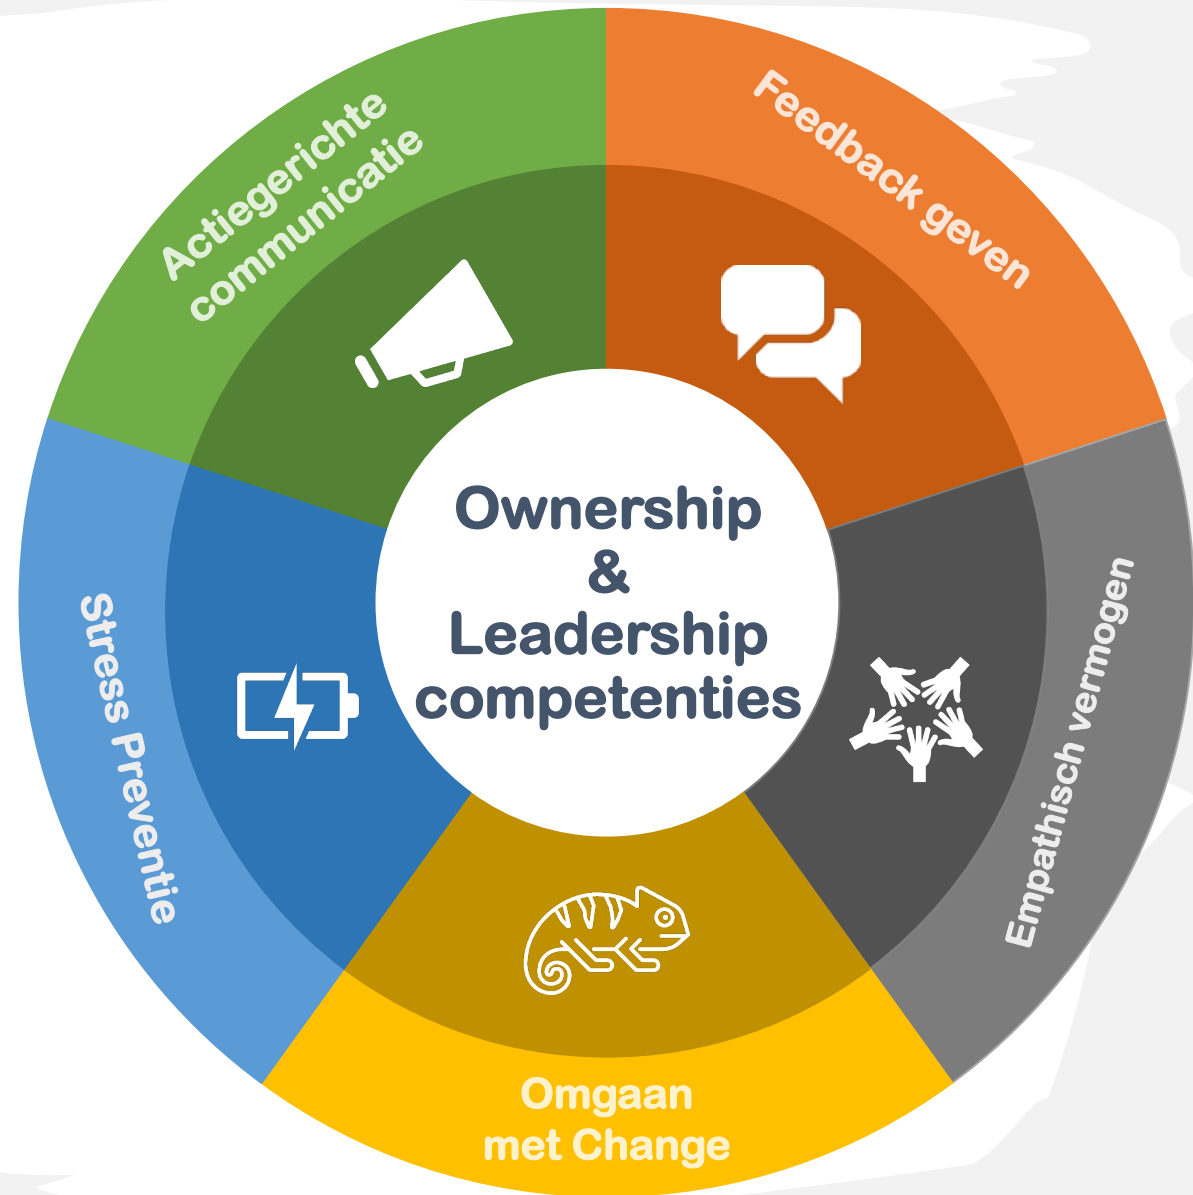 Actiegerichte
communicatie
Feedback geven
Ownership
&
Leadership
competenties
Stress Preventie
Empathisch vermogen
Omgaan
met Change